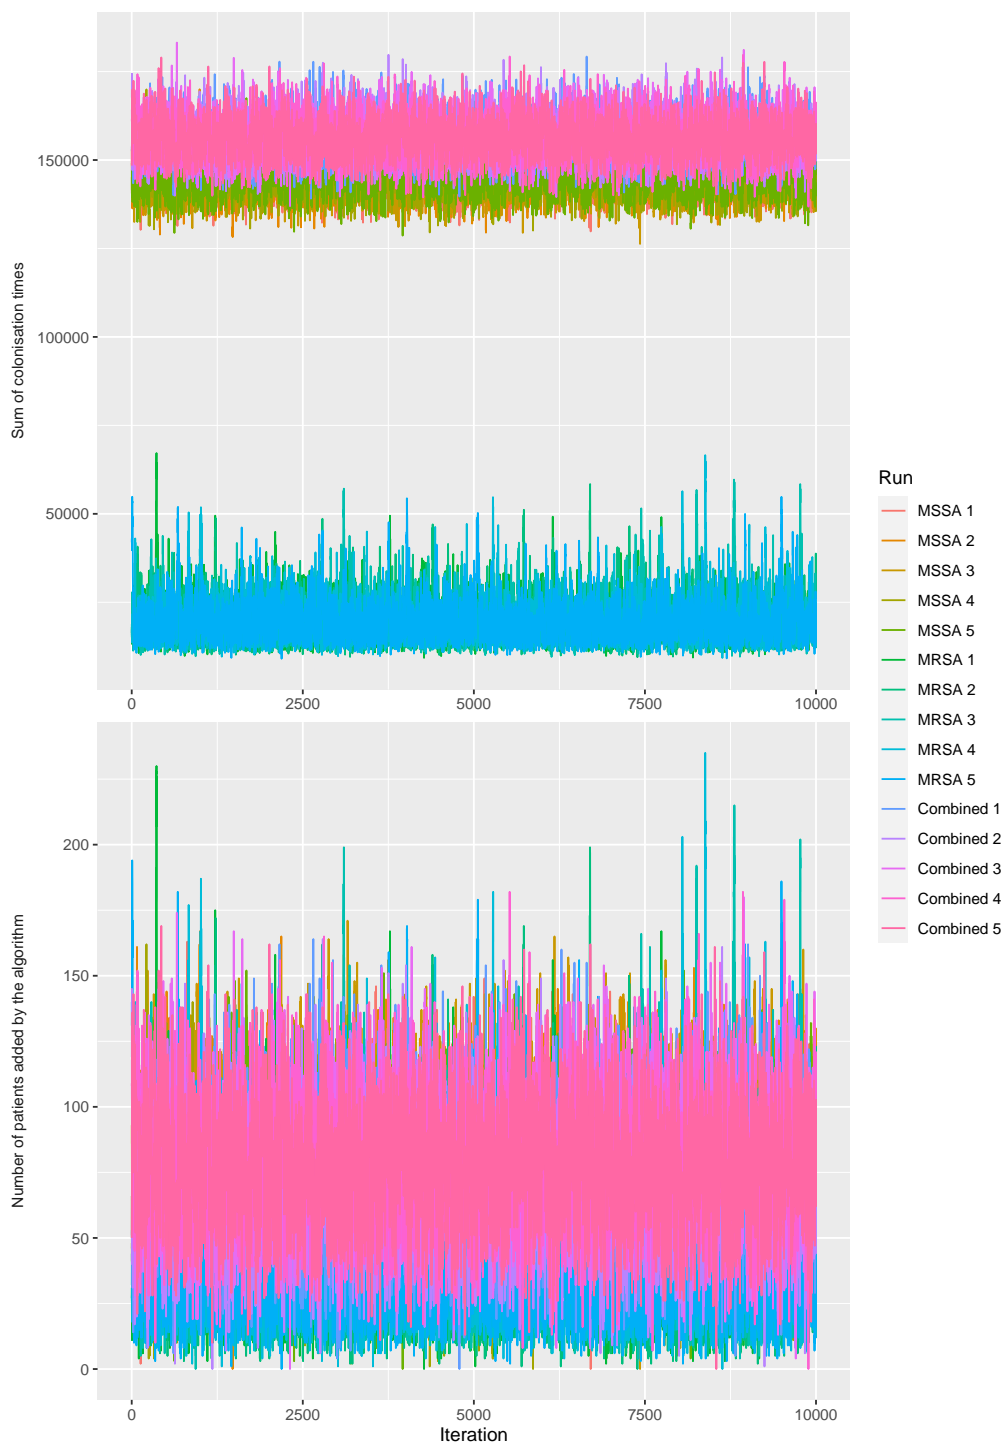 Sum of colonisation times
150000
100000
50000
0
2500
5000
7500
10000
Number of patients added by the algorithm
200
150
100
50
0
0
2500
5000
7500
10000
Iteration
Run
MSSA 1
MSSA 2
MSSA 3
MSSA 4
MSSA 5
MRSA 1
MRSA 2
MRSA 3
MRSA 4
MRSA 5
Combined 1
Combined 2
Combined 3
Combined 4
Combined 5